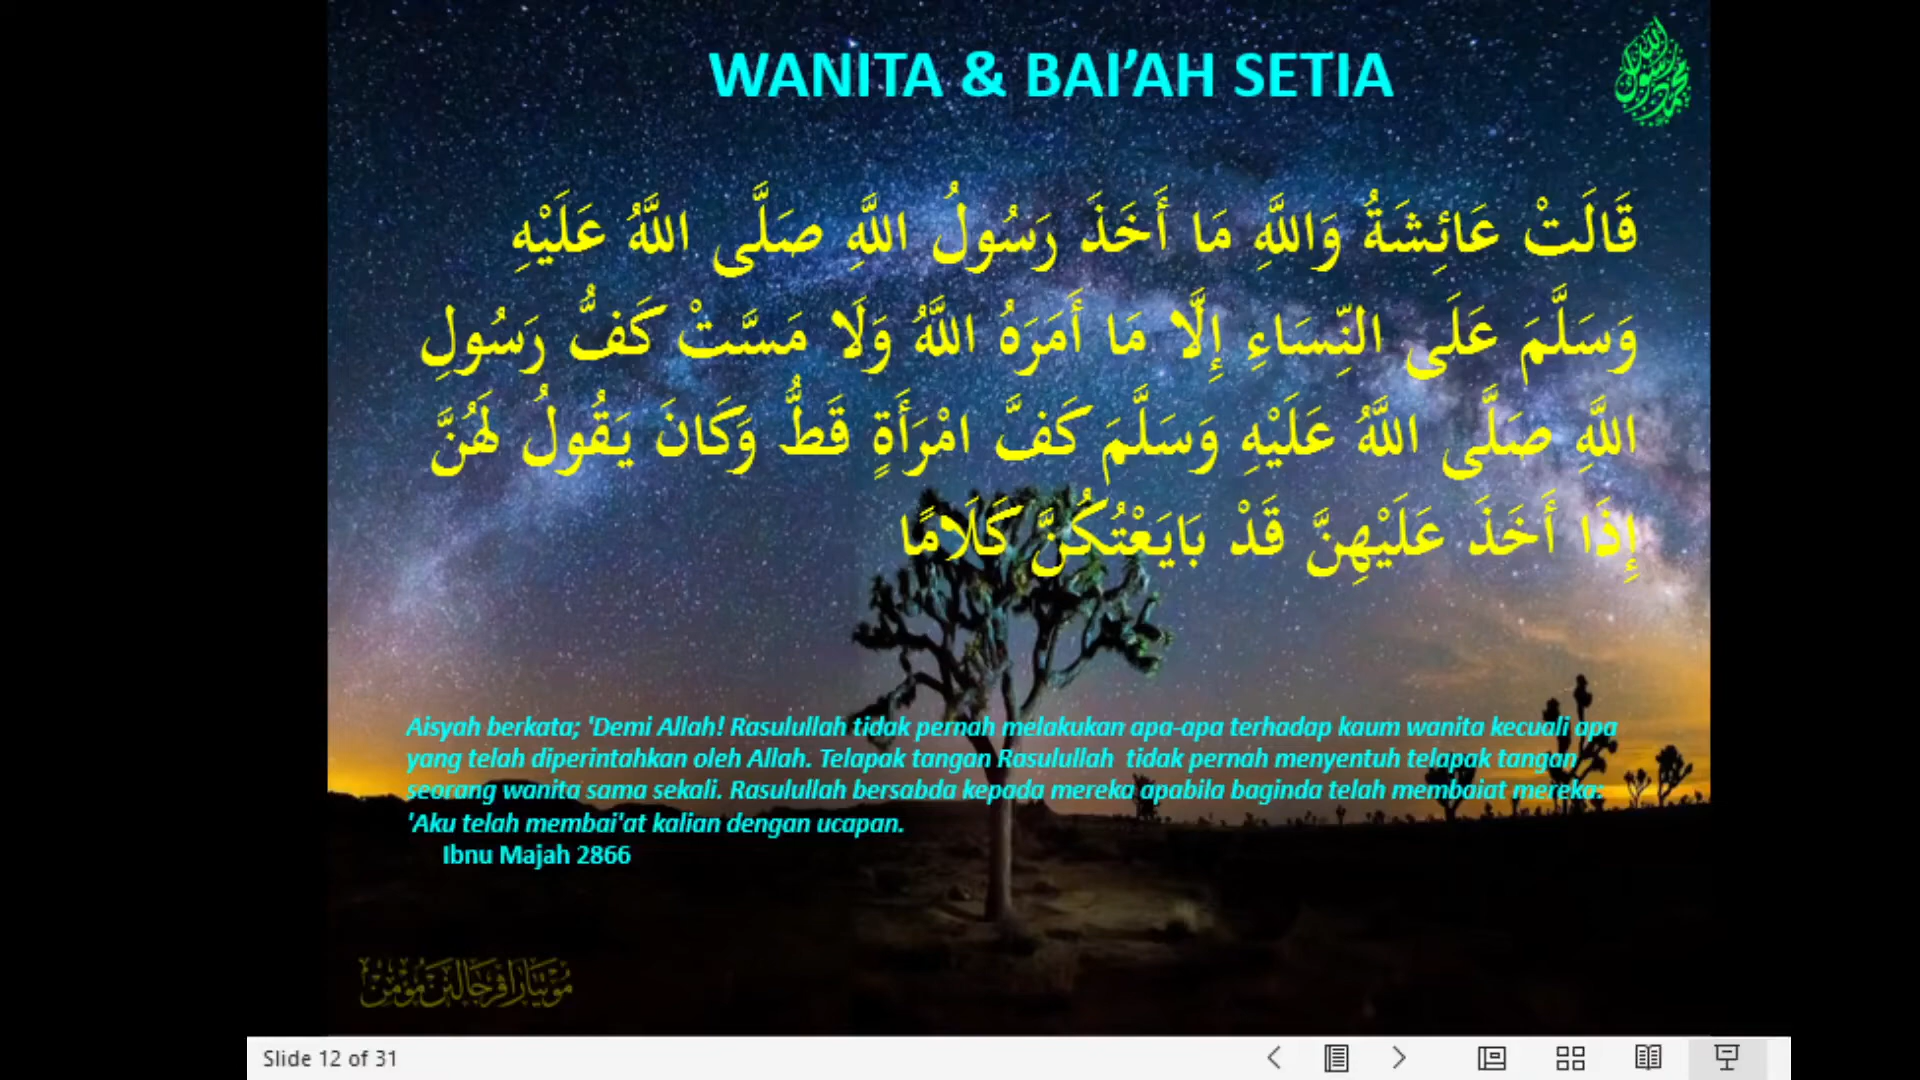 WANITA & BAI’AH SETIA
قَالَتْ عَائِشَةُ وَاللَّهِ مَا أَخَذَ رَسُولُ اللَّهِ صَلَّى اللَّهُ عَلَيْهِ
وَسَلَّمَ عَلَى النِّسَاءِ إِلَّا مَا أَمَرَهُ اللَّهُ وَلَا مَسَّتْ كَفُّ رَسُولِ
اللَّهِ صَلَّى اللَّهُ عَلَيْهِ وَسَلَّمَ كَفَّ امْرَأَةٍ قَطُّ وَكَانَ يَقُولُ لَهُنَّ
إِذَا أَخَذَ عَلَيْهِنَّ قَدْ بَايَعْتُكُنَّ كَلَامًا
Aisyah berkata; 'Demi Allah! Rasulullah tidak pernah melakukan apa-apa terhadap kaum wanita kecuali apa
yang telah diperintahkan oleh Allah. Telapak tangan Rasulullah tidak pernah menyentuh telapak tangan
seorang wanita sama sekali. Rasulullah bersabda kepada mereka apabila baginda telah membaiat mereka:
'Aku telah membai'at kalian dengan ucapan.
Ibnu Majah 2866
Slide 12 of 31